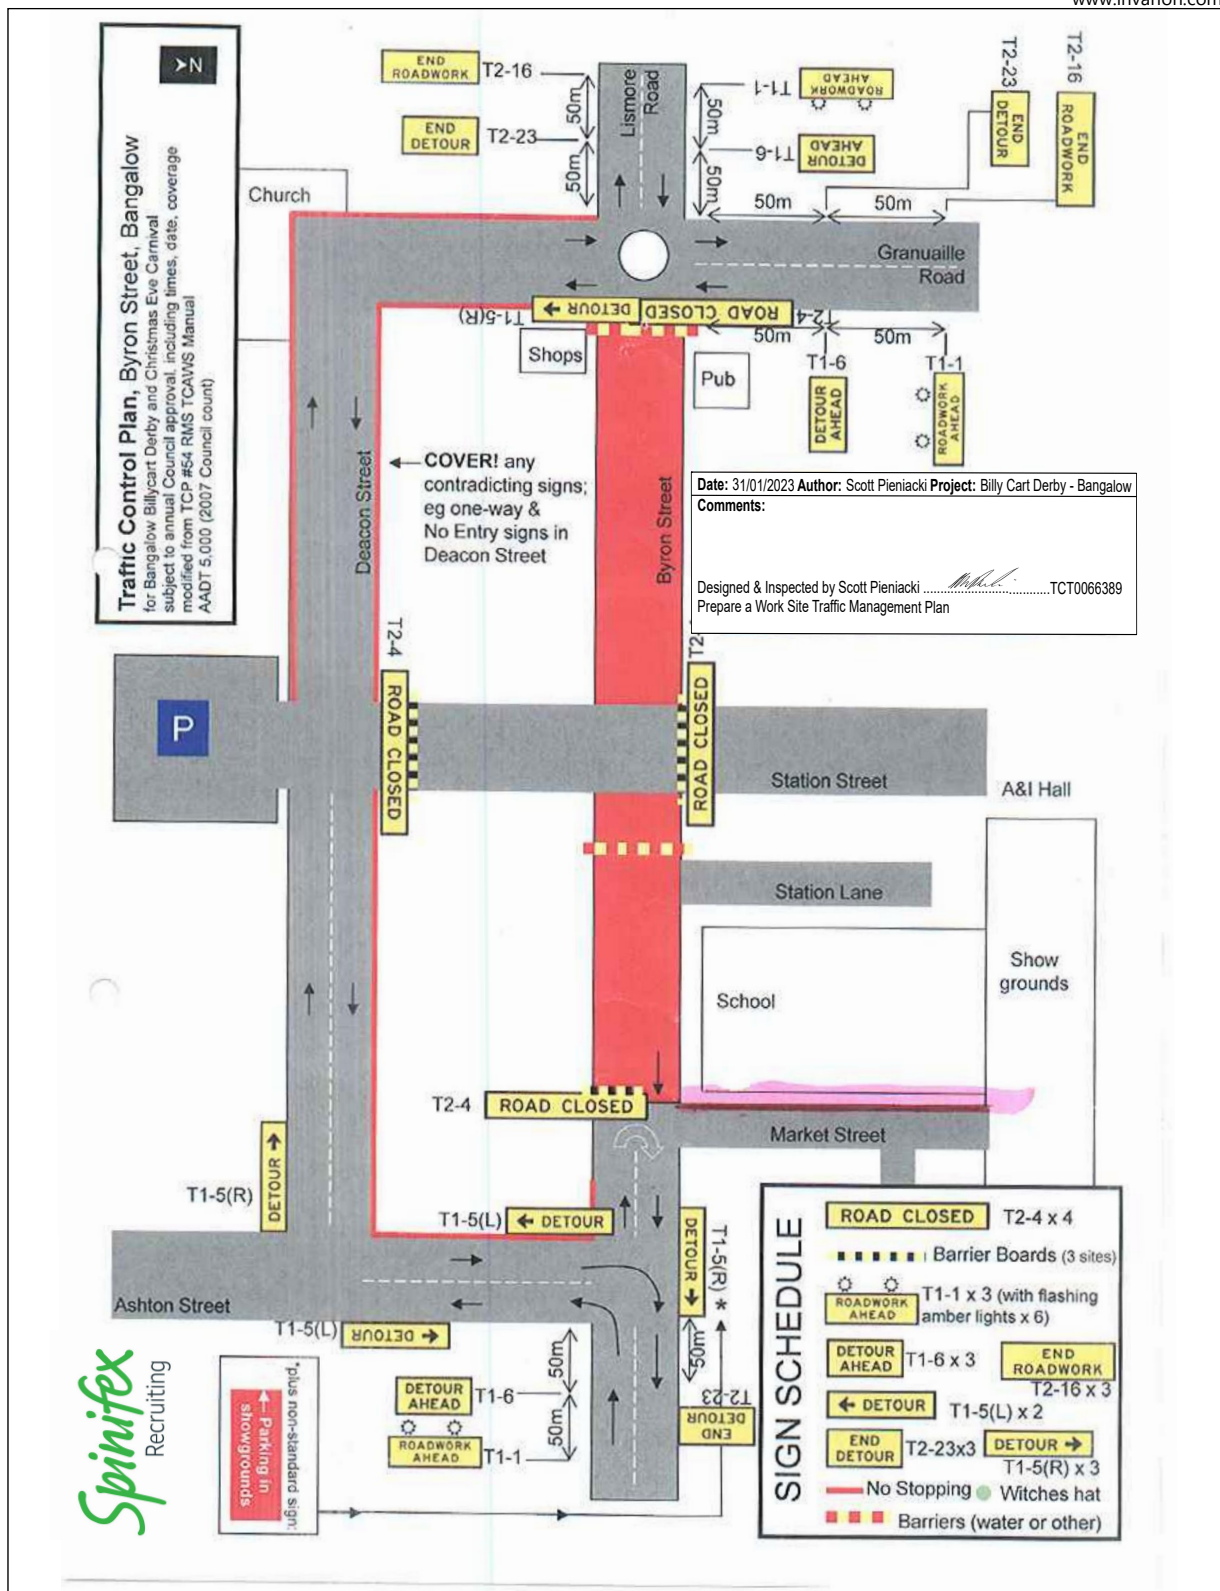 www.invarion.com
Traffic Control Plan, Byron Street, Bangalow
for Bangalow Billycart Derby and Christmas Eve Carnival
subject to annual Council approval, including times, date, coverage
modified from TCP #54 RMS TCAWS Manual
AADT 5,000 (2007 Council count)
N
END
ROADWORK
T2-16
END
DETOUR
T2-23
50m
50m
Lismore
Road
50m
50m
T1-1
ROADWORK
AHEAD
T1-6
DETOUR
AHEAD
T2-23
END
DETOUR
T2-16
END
ROADWORK
50m
50m
Church
Granuaille
Road
T1-5(R)
DETOUR
ROAD CLOSED
T2-4
50m
50m
Shops
Pub
T1-6
DETOUR
AHEAD
T1-1
ROADWORK
AHEAD
Deacon Street
COVER! any
contradicting signs;
eg one-way &
No Entry signs in
Deacon Street
Byron Street
Date: 31/01/2023 Author: Scott Pieniacki Project: Billy Cart Derby - Bangalow
Comments:
Designed & Inspected by Scott Pieniacki ....................................TCT0066389
Prepare a Work Site Traffic Management Plan
T2-4
ROAD CLOSED
T2-
ROAD CLOSED
P
Station Street
A&I Hall
Station Lane
School
Show
grounds
T2-4
ROAD CLOSED
Market Street
T1-5(R)
DETOUR
T1-5(L)
DETOUR
DETOUR
T1-5(R) *
Ashton Street
T1-5(L)
DETOUR
50m
50m
50m
DETOUR
AHEAD
T1-6
ROADWORK
AHEAD
T1-1
T2-23
END
DETOUR
*plus non-standard sign:
Parking in
showgrounds
Spinifex
Recruiting
SIGN SCHEDULE
ROAD CLOSED T2-4 x 4
Barrier Boards (3 sites)
ROADWORK
AHEAD
T1-1 x 3 (with flashing
amber lights x 6)
DETOUR
AHEAD
T1-6 x 3
END
ROADWORK
T2-16 x 3
DETOUR T1-5(L) x 2
END
DETOUR
T2-23x3
DETOUR
T1-5(R) x 3
No Stopping
Witches hat
Barriers (water or other)